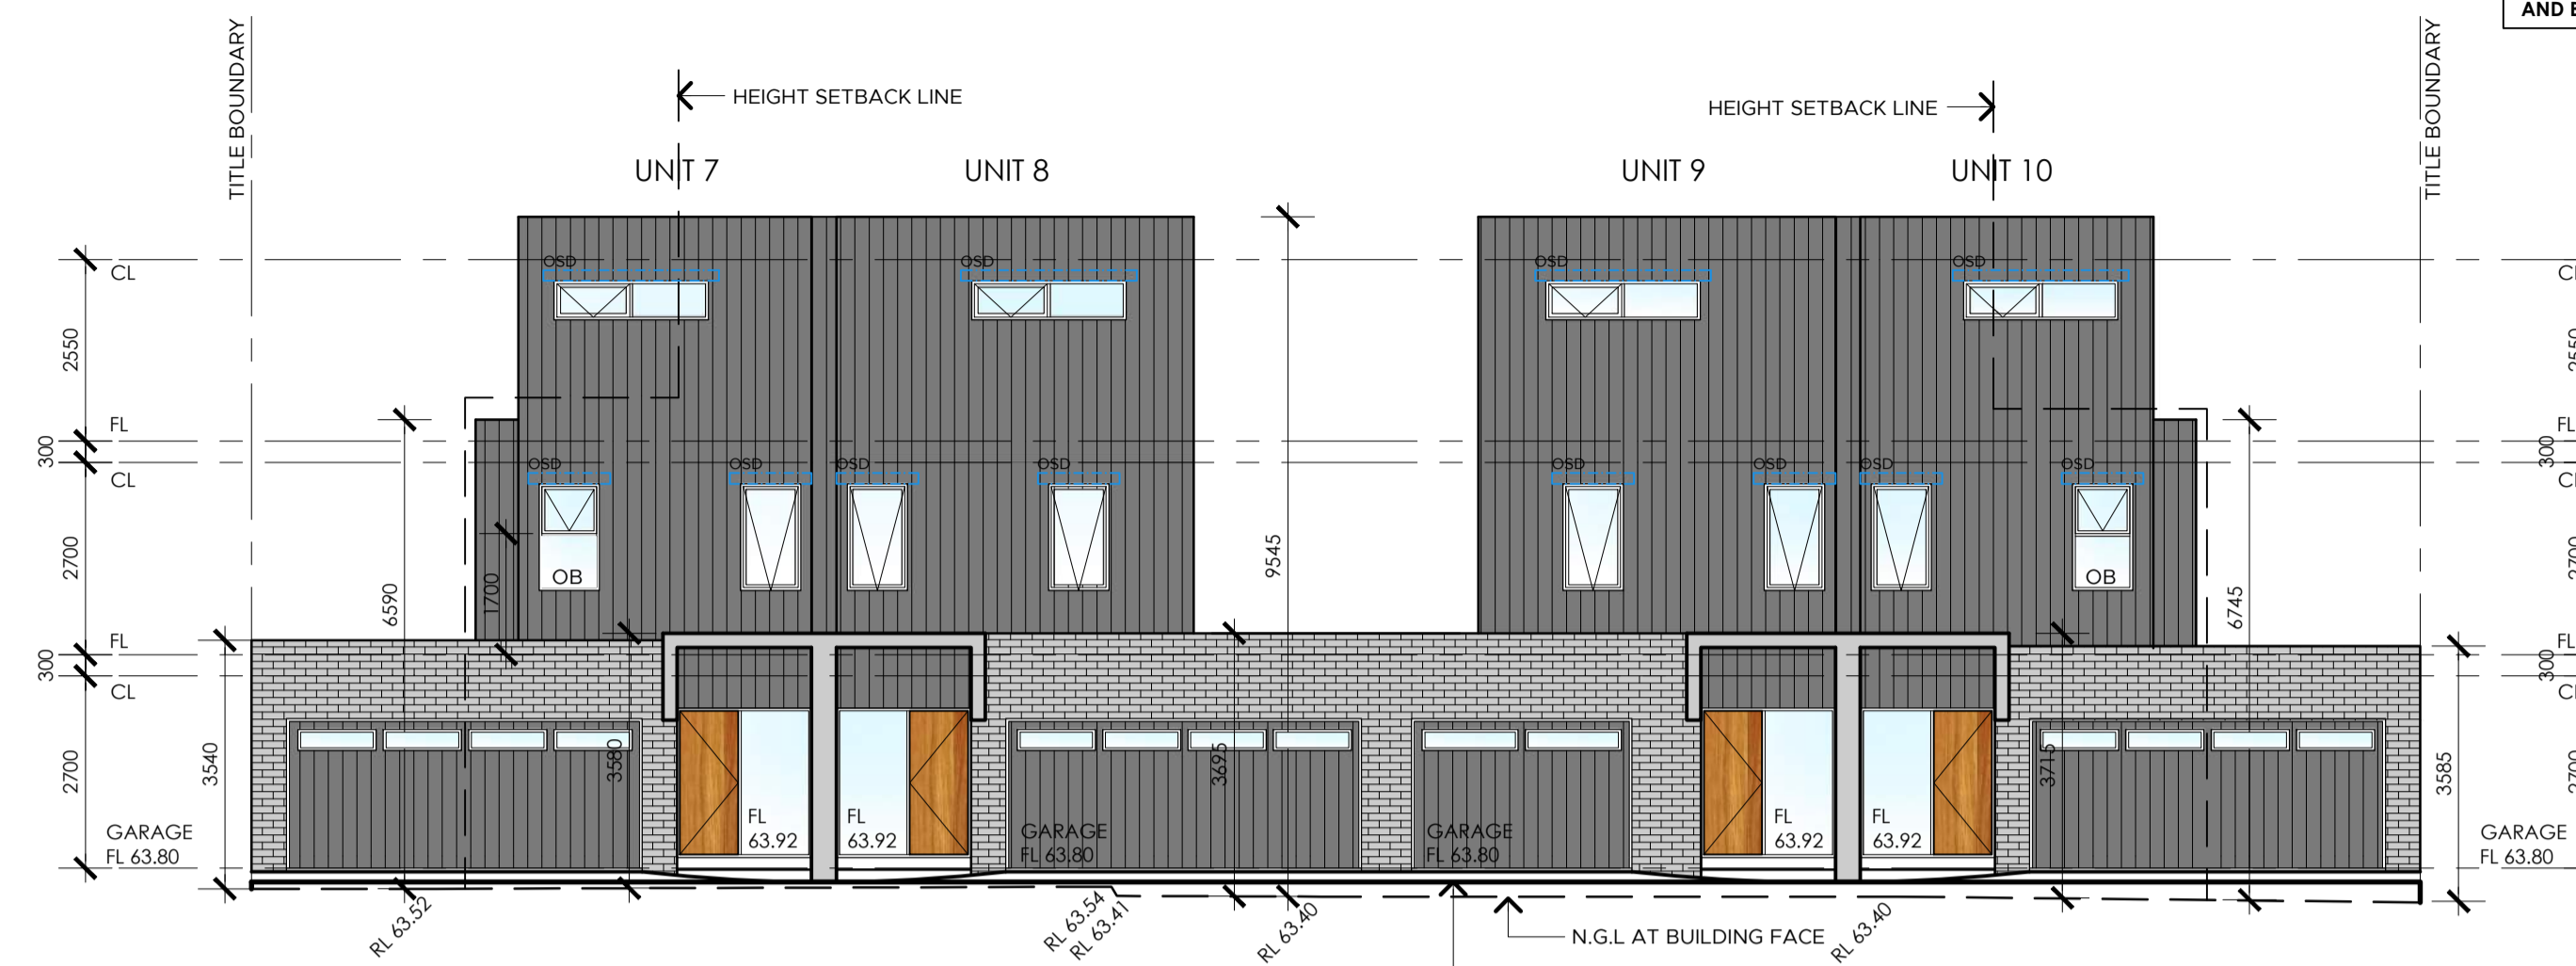 AND
TITLE BOUNDARY
HEIGHT SETBACK LINE
HEIGHT SETBACK LINE
TITLE BOUNDARY
UNIT 7
UNIT 8
UNIT 9
UNIT 10
OSD
OSD
OSD
OSD
CL
2550
FL
300
CL
2700
FL
300
CL
2700
GARAGE
FL 63.80
3540
6590
1700
OSD
OSD
OSD
OSD
OSD
OSD
OSD
OSD
OB
OB
9545
6745
3580
3695
3715
3585
FL
63.92
FL
63.92
GARAGE
FL 63.80
GARAGE
FL 63.80
FL
63.92
FL
63.92
FL
300
2700
FL
300
2700
GARAGE
FL 63.80
RL 63.52
RL 63.54
RL 63.41
RL 63.40
N.G.L AT BUILDING FACE
RL 63.40